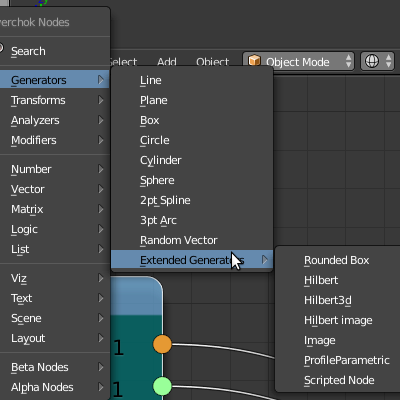 erchok Nodes
Search
Generators
Transforms
Analyzers
Modifiers
Number
Vector
Matrix
Logic
List
Viz
Text
Scene
Layout
Beta Nodes
Alpha Nodes
Select Add Object Object Mode
Line
Plane
Box
Circle
Cylinder
Sphere
2pt Spline
3pt Arc
Random Vector
Extended Generators
Rounded Box
Hilbert
Hilbert3d
Hilbert image
Image
ProfileParametric
Scripted Node
1
1